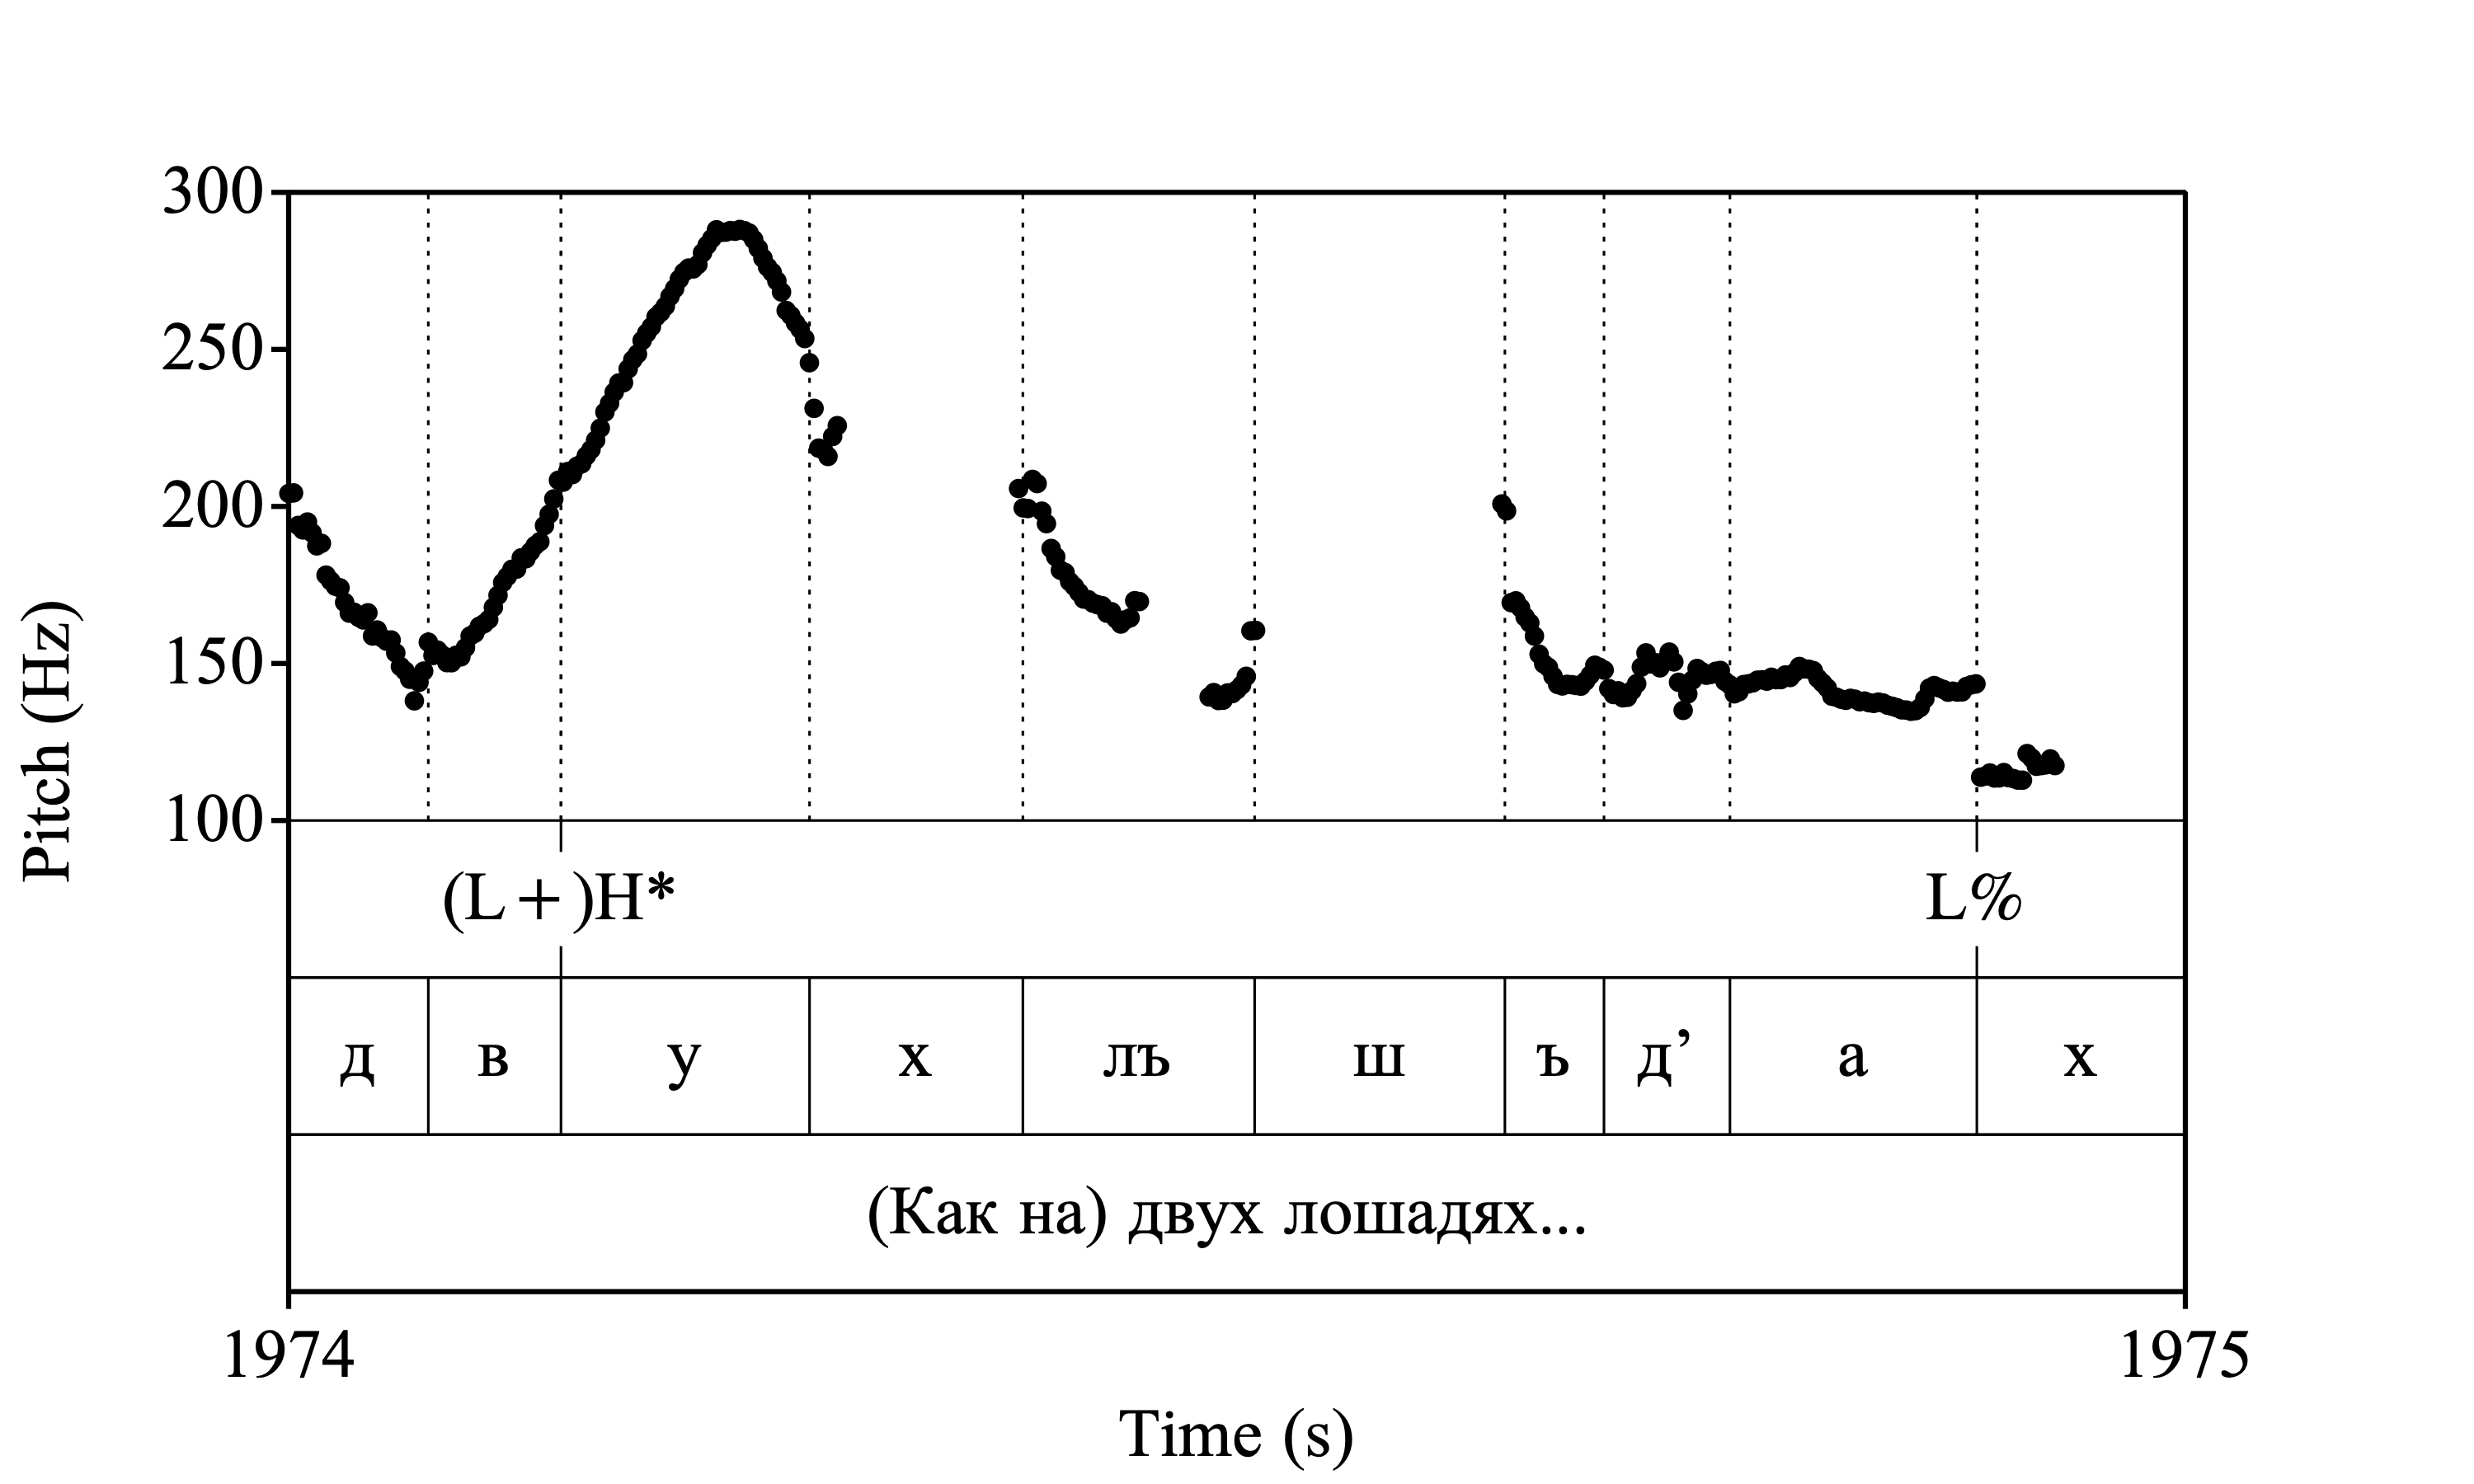 300
250
200
150
100
Pitch (Hz)
(L+)H* L%
д в у х лъ ш ъ д’ а х
(Как на) двух лошадях...
1974 1975
Time (s)